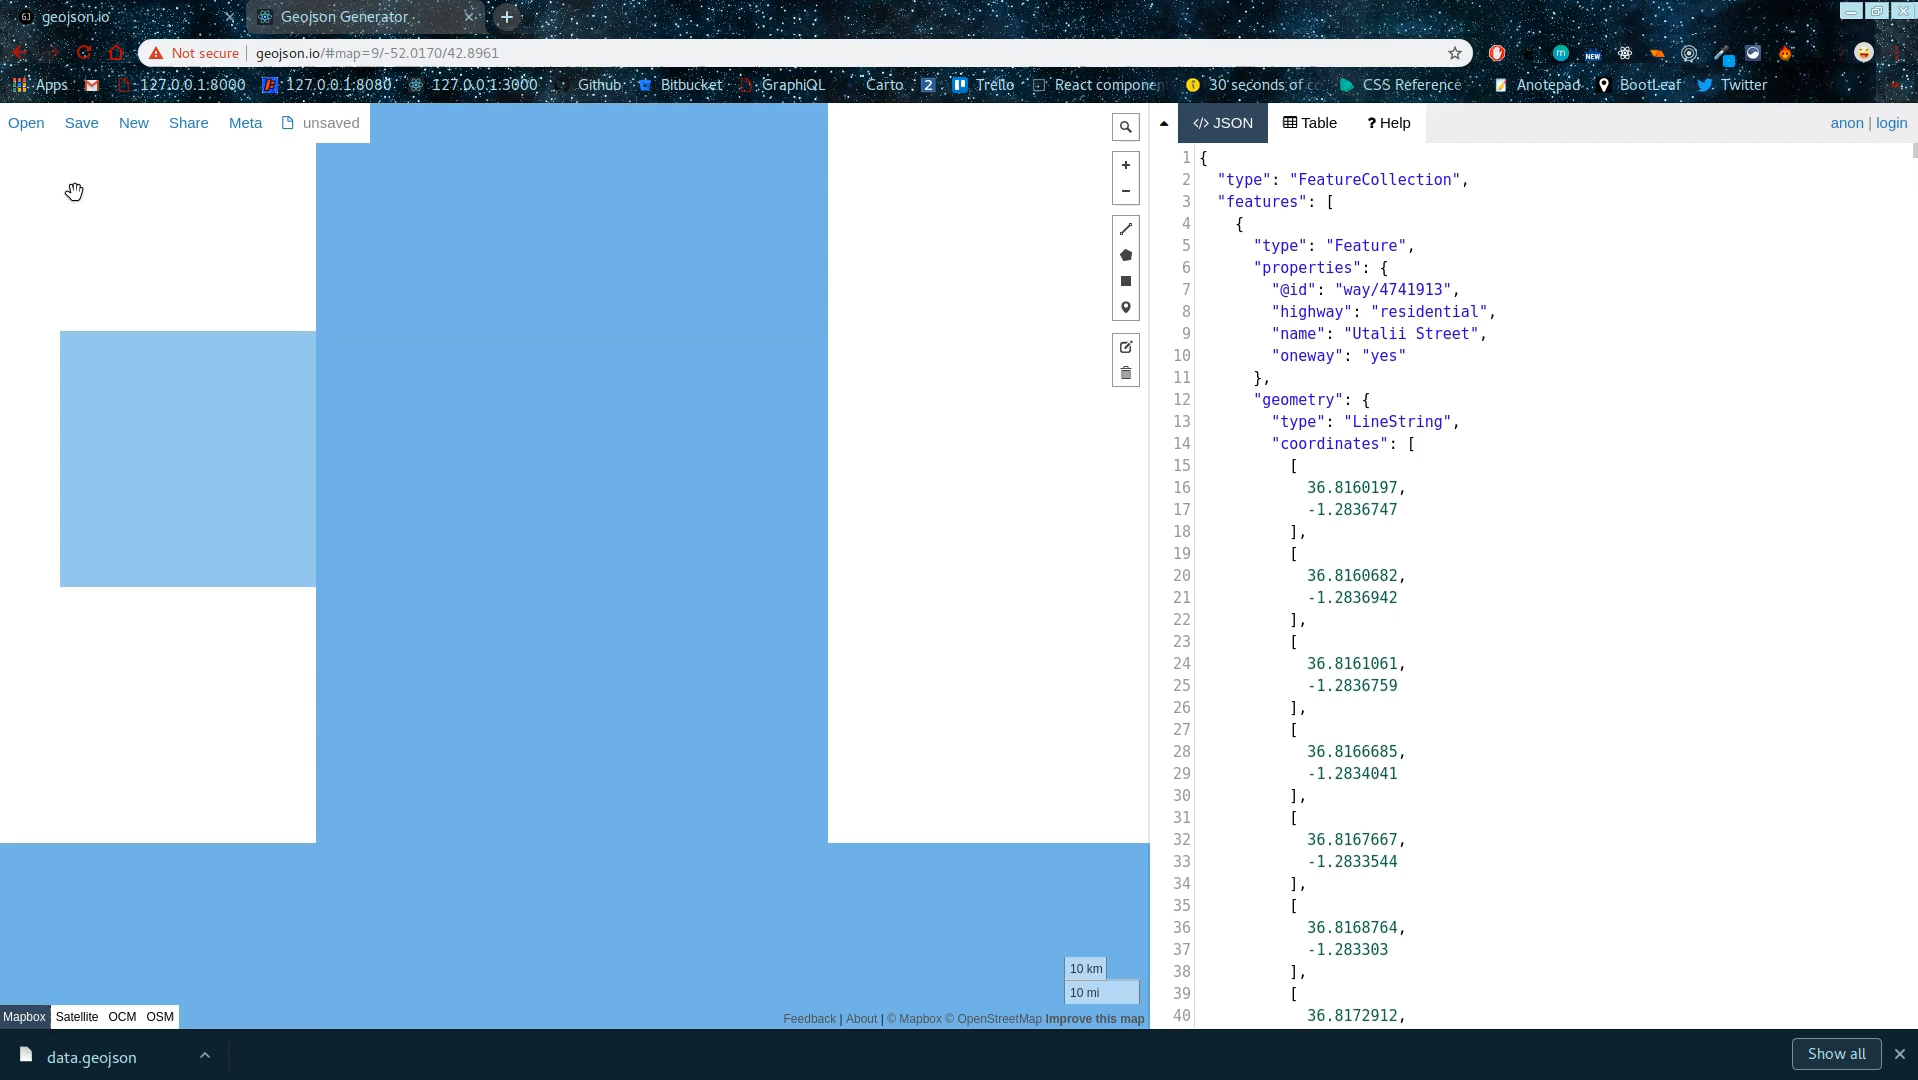 geojson.io
Geojson Generator
Not secure geojson.io/#map=9/-52.0170/42.8961
Apps 127.0.0.1:8000 127.0.0.1:8080 127.0.0.1:3000 Github Bitbucket GraphiQL Carto 2 Trello React componen 30 seconds of co CSS Reference Anotepad BootLeaf Twitter
Open Save New Share Meta unsaved
</> JSON Table ? Help anon | login
1 {
2 "type": "FeatureCollection",
3 "features": [
4 {
5 "type": "Feature",
6 "properties": {
7 "@id": "way/4741913",
8 "highway": "residential",
9 "name": "Utalii Street",
10 "oneway": "yes"
11 },
12 "geometry": {
13 "type": "LineString",
14 "coordinates": [
15 [
16 36.8160197,
17 -1.2836747
18 ],
19 [
20 36.8160682,
21 -1.2836942
22 ],
23 [
24 36.8161061,
25 -1.2836759
26 ],
27 [
28 36.8166685,
29 -1.2834041
30 ],
31 [
32 36.8167667,
33 -1.2833544
34 ],
35 [
36 36.8168764,
37 -1.283303
38 ],
39 [
40 36.8172912,
10 km
10 mi
Mapbox Satellite OCM OSM
Feedback | About | © Mapbox © OpenStreetMap Improve this map
data.geojson
Show all